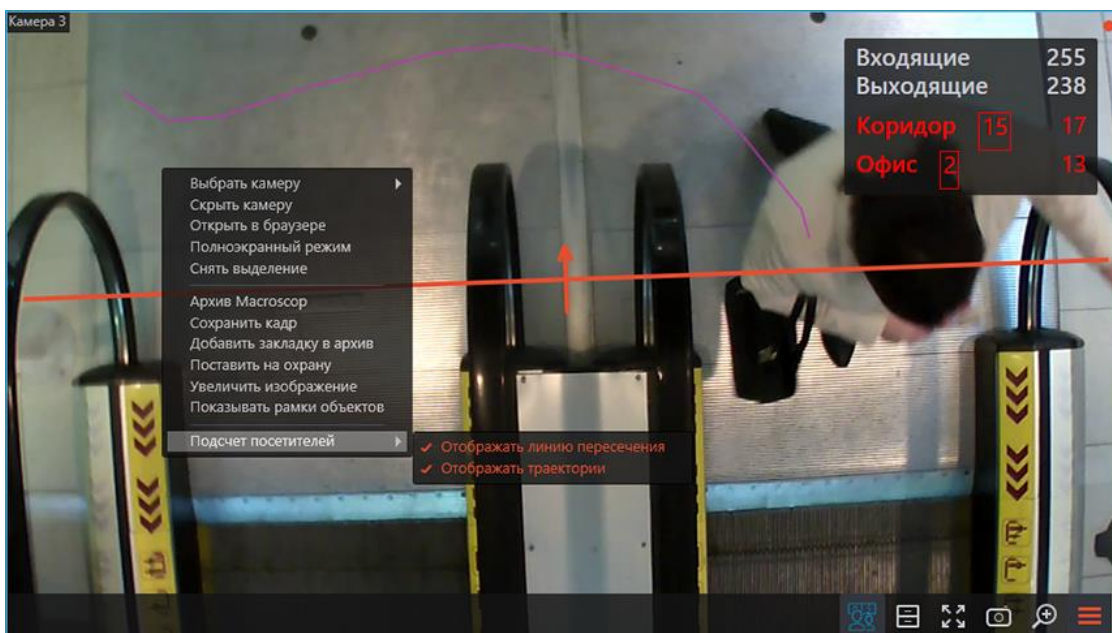 Камера 3
Входящие 255
Выходящие 238
Коридор 15 17
Офис 2 13
Выбрать камеру
Скрыть камеру
Открыть в браузере
Полноэкранный режим
Снять выделение
Архив Macroscop
Сохранить кадр
Добавить закладку в архив
Поставить на охрану
Увеличить изображение
Показывать рамки объектов
Подсчет посетителей
Отображать линию пересечения
Отображать траектории